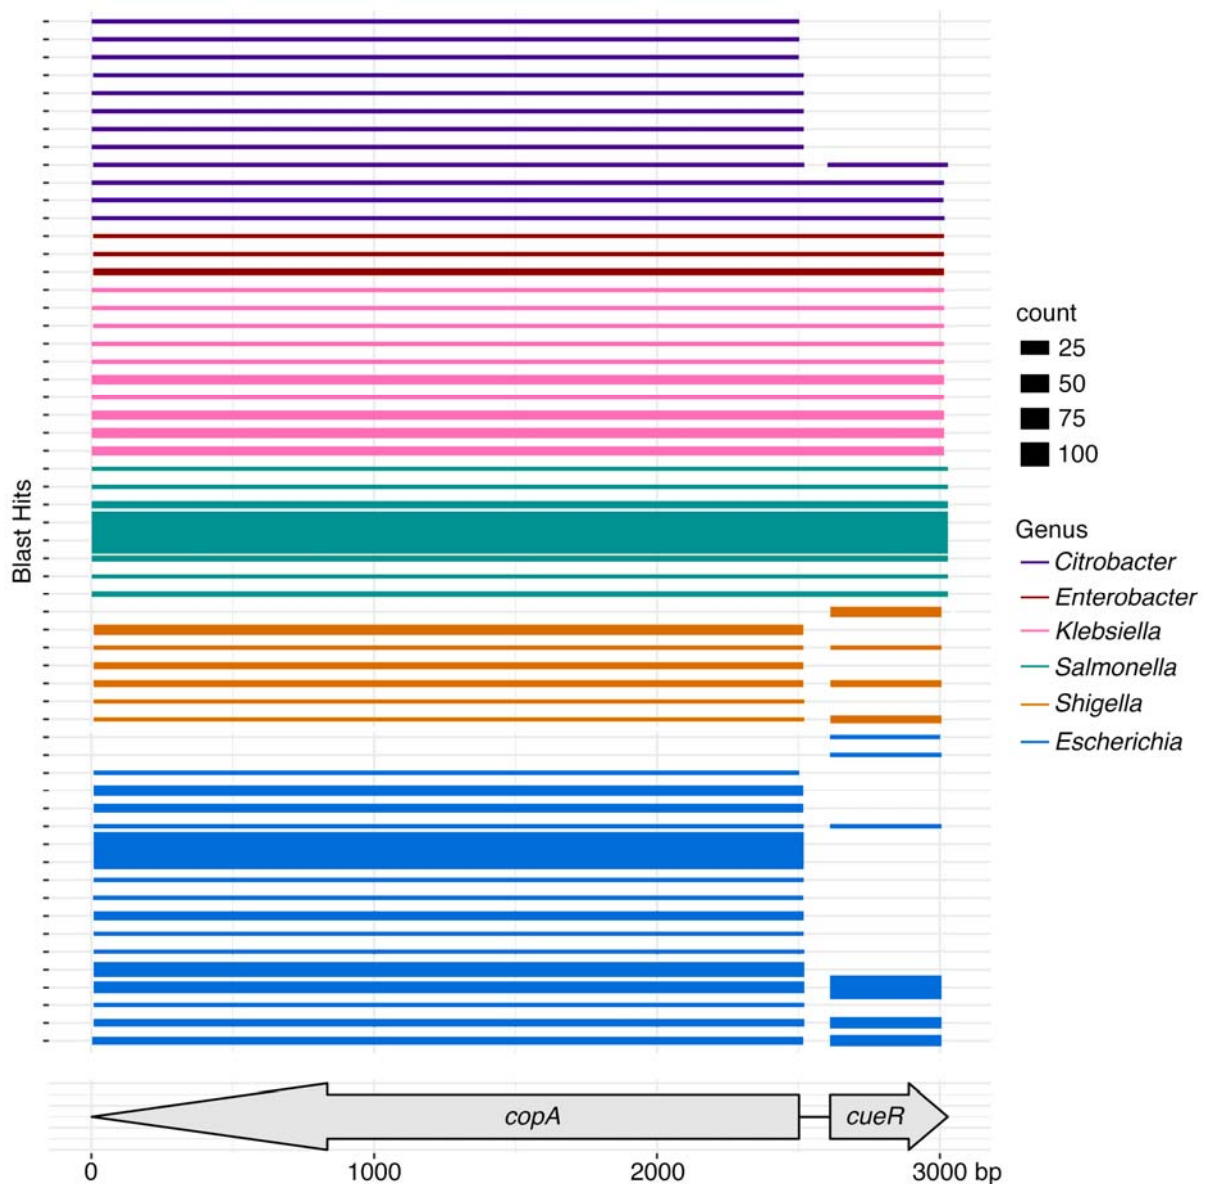 count
25
50
75
100
Blast Hits
Genus
Citrobacter
Enterobacter
Klebsiella
Salmonella
Shigella
Escherichia
copA
cueR
0
1000
2000
3000 bp